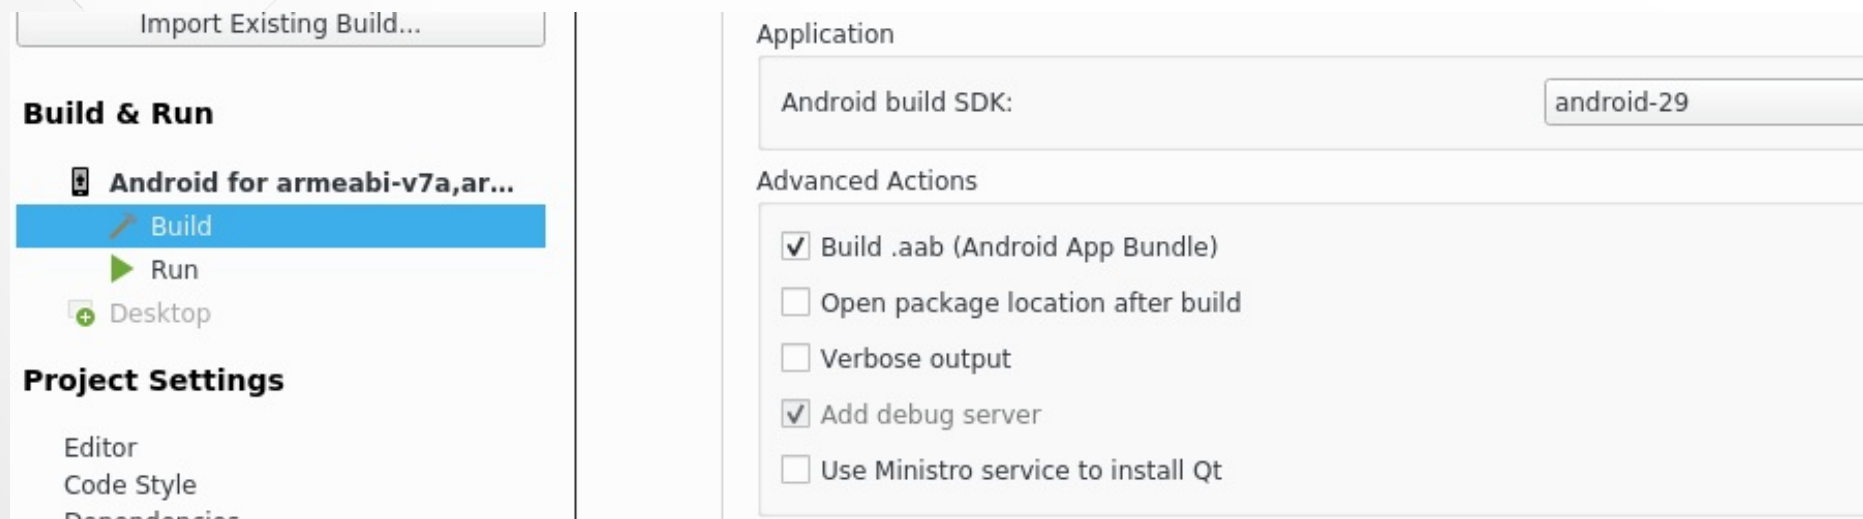 Import Existing Build...
Build & Run
Android for armeabi-v7a,ar...
Build
Run
Desktop
Project Settings
Editor
Code Style
Dependencies
Application
Android build SDK:
android-29
Advanced Actions
Build .aab (Android App Bundle)
Open package location after build
Verbose output
Add debug server
Use Ministro service to install Qt